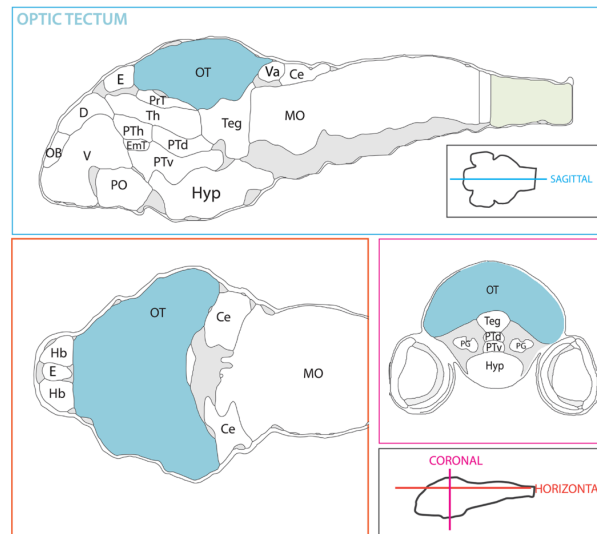 OPTIC TECTUM
E
OT
Va
Ce
PrT
D
Th
PTh
Teg
MO
EmT
PTd
OB
V
PTv
PO
Hyp
SAGITTAL
OT
Ce
Hb
E
MO
Hb
Ce
OT
Teg
PTd
PG
PG
PTv
Hyp
CORONAL
HORIZONTA